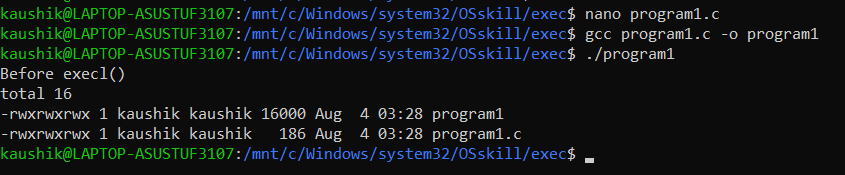 kaushik@LAPTOP-ASUSTUF3107:/mnt/c/Windows/system32/OSskill/exec$ nano program1.c
kaushik@LAPTOP-ASUSTUF3107:/mnt/c/Windows/system32/OSskill/exec$ gcc program1.c -o program1
kaushik@LAPTOP-ASUSTUF3107:/mnt/c/Windows/system32/OSskill/exec$ ./program1
Before execl()
total 16
-rwxrwxrwx 1 kaushik kaushik 16000 Aug  4 03:28 program1
-rwxrwxrwx 1 kaushik kaushik   186 Aug  4 03:28 program1.c
kaushik@LAPTOP-ASUSTUF3107:/mnt/c/Windows/system32/OSskill/exec$